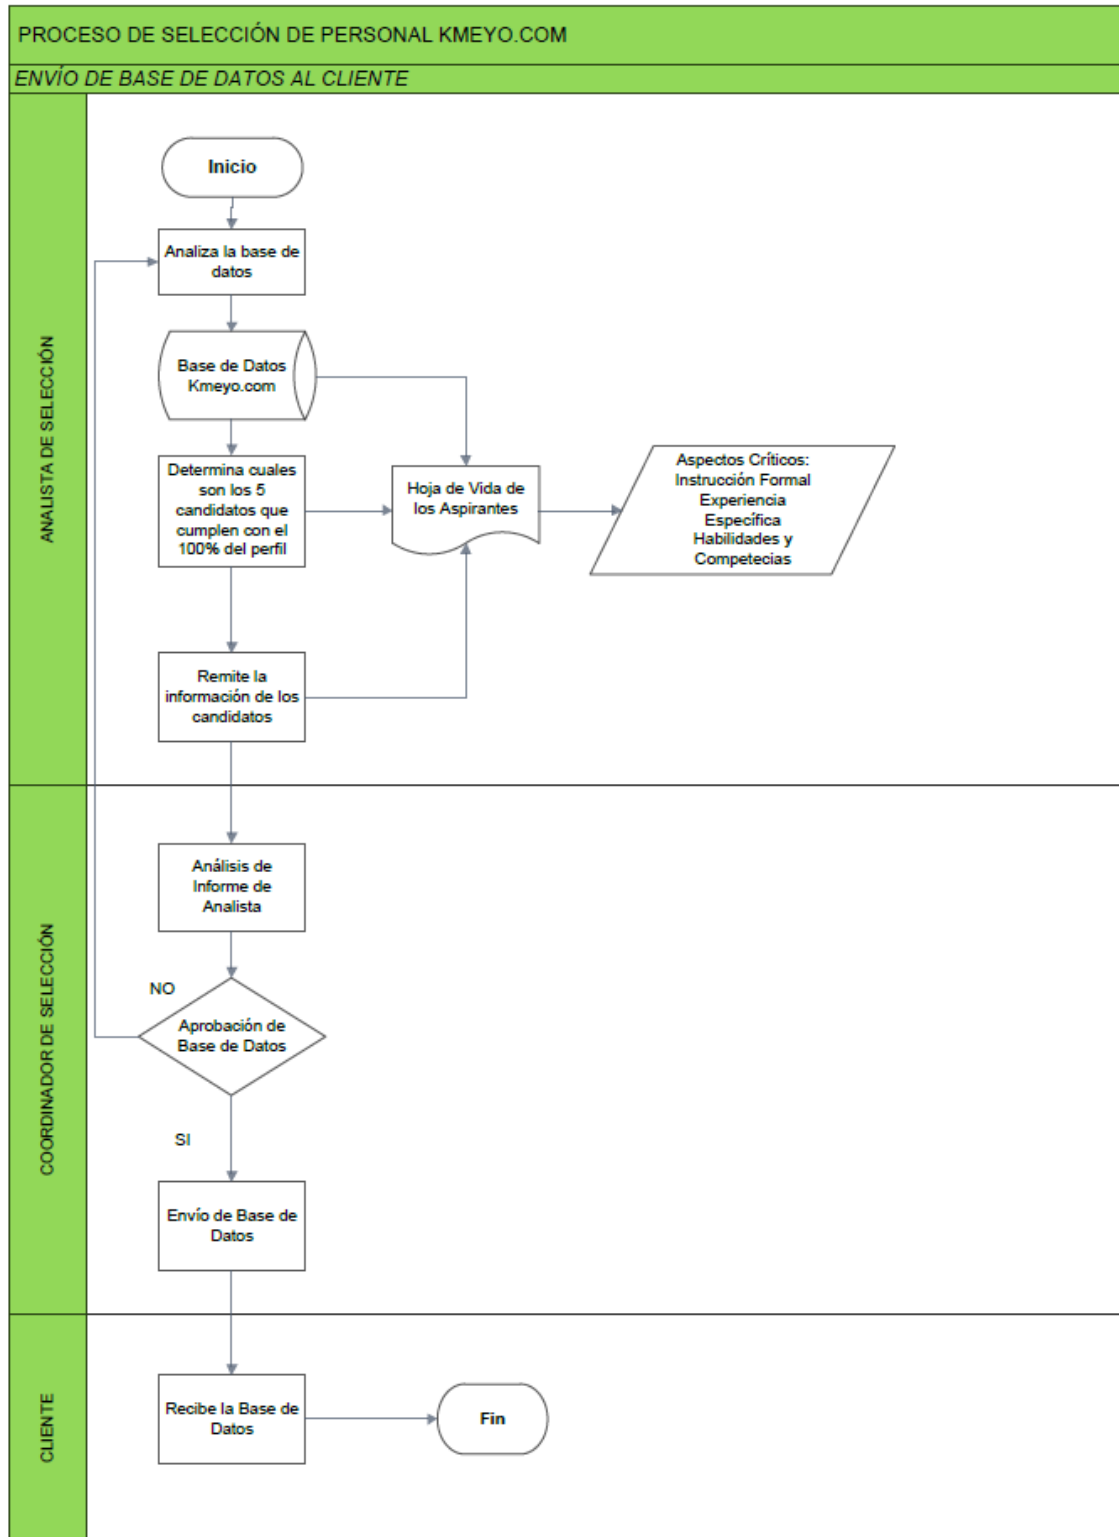 PROCESO DE SELECCIÓN DE PERSONAL KMEYO.COM
ENVÍO DE BASE DE DATOS AL CLIENTE
ANALISTA DE SELECCIÓN
Inicio
Analiza la base de
datos
Base de Datos
Kmeyo.com
Determina cuales
son los 5
candidatos que
cumplen con el
100% del perfil
Hoja de Vida de
los Aspirantes
Aspectos Críticos:
Instrucción Formal
Experiencia
Específica
Habilidades y
Competecias
Remite la
información de los
candidatos
COORDINADOR DE SELECCIÓN
Análisis de
Informe de
Analista
NO
Aprobación de
Base de Datos
SI
Envío de Base de
Datos
CLIENTE
Recibe la Base de
Datos
Fin